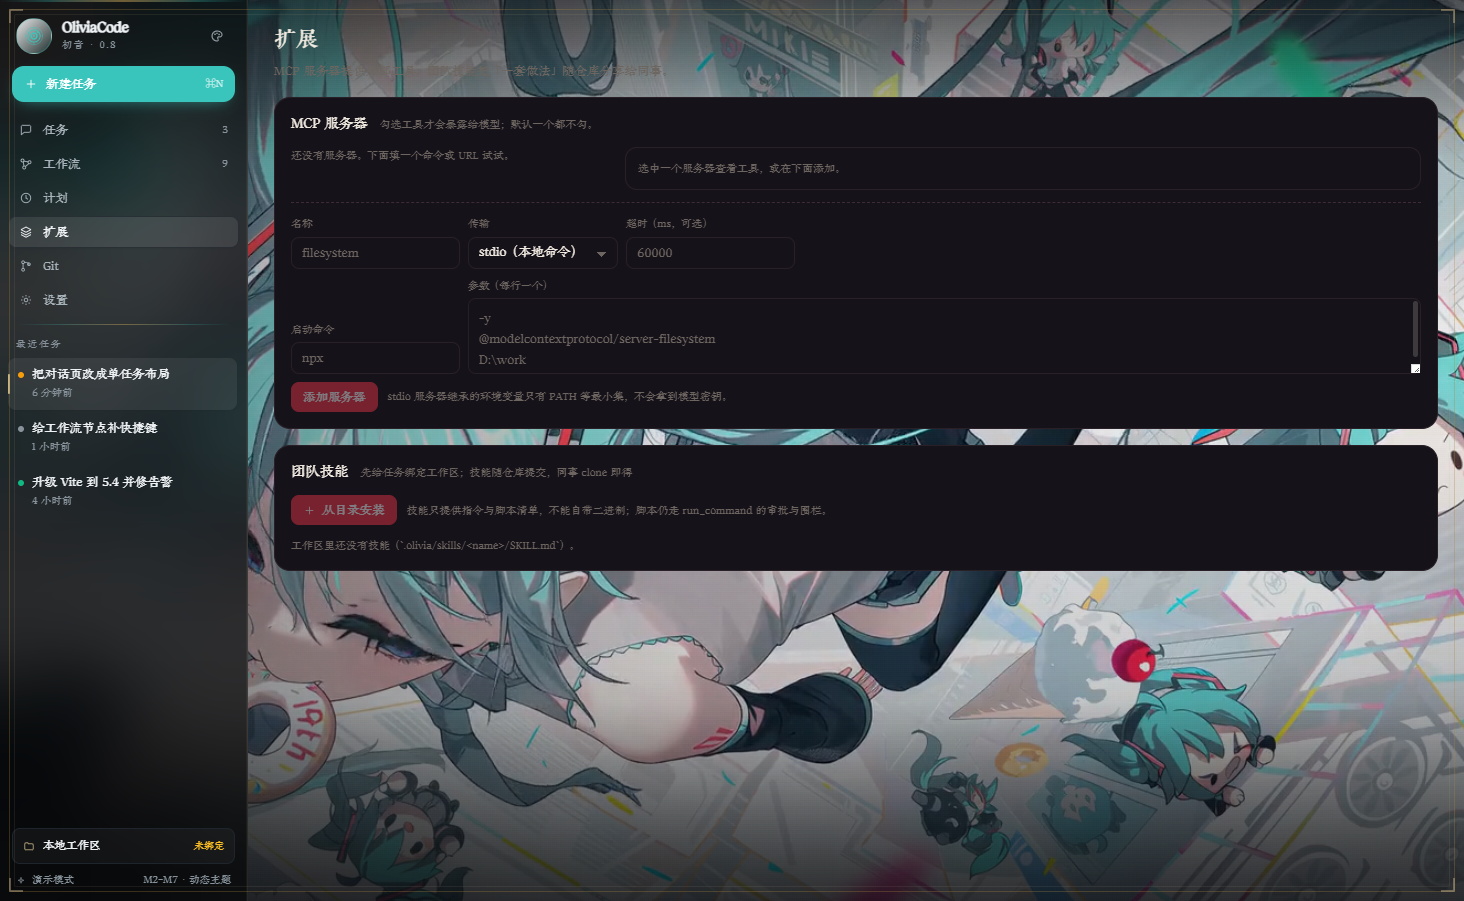 OliviaCode
初音 · 0.8
+ 新建任务 ⌘N
任务 3
工作流 9
计划
扩展
Git
设置
最近任务
把对话页改成单任务布局
6 分钟前
给工作流节点补快捷键
1 小时前
升级 Vite 到 5.4 并修告警
4 小时前
本地工作区 未绑定
演示模式 M2-M7 · 动态主题
扩展
MCP 服务器
MCP 服务器 勾选工具才会暴露给模型；默认一个都不勾。
还没有服务器。下面填一个命令或 URL 试试。
选中一个服务器查看工具，或在下面添加。
名称 传输 超时（ms，可选）
filesystem stdio（本地命令） 60000
参数（每行一个）
-y
@modelcontextprotocol/server-filesystem
D:\work
启动命令
npx
添加服务器 stdio 服务器继承的环境变量只有 PATH 等最小集，不会拿到模型密钥。
团队技能 先给任务绑定工作区；技能随仓库提交，同事 clone 即得
+ 从目录安装 技能只提供指令与脚本清单，不能自带二进制；脚本仍走 run_command 的审批与围栏。
工作区里还没有技能（`.olivia/skills/<name>/SKILL.md`）。
19th